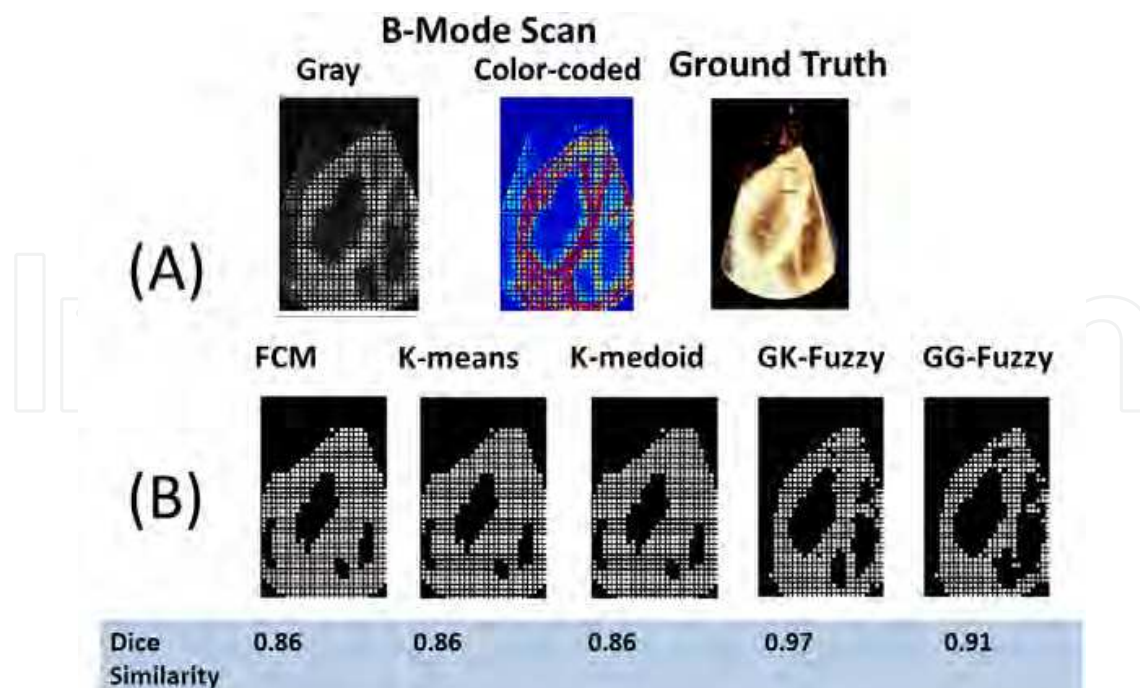 B-Mode Scan
Gray Color-coded Ground Truth
(A)
FCM K-means K-medoid GK-Fuzzy GG-Fuzzy
(B)
Dice Similarity 0.86 0.86 0.86 0.97 0.91